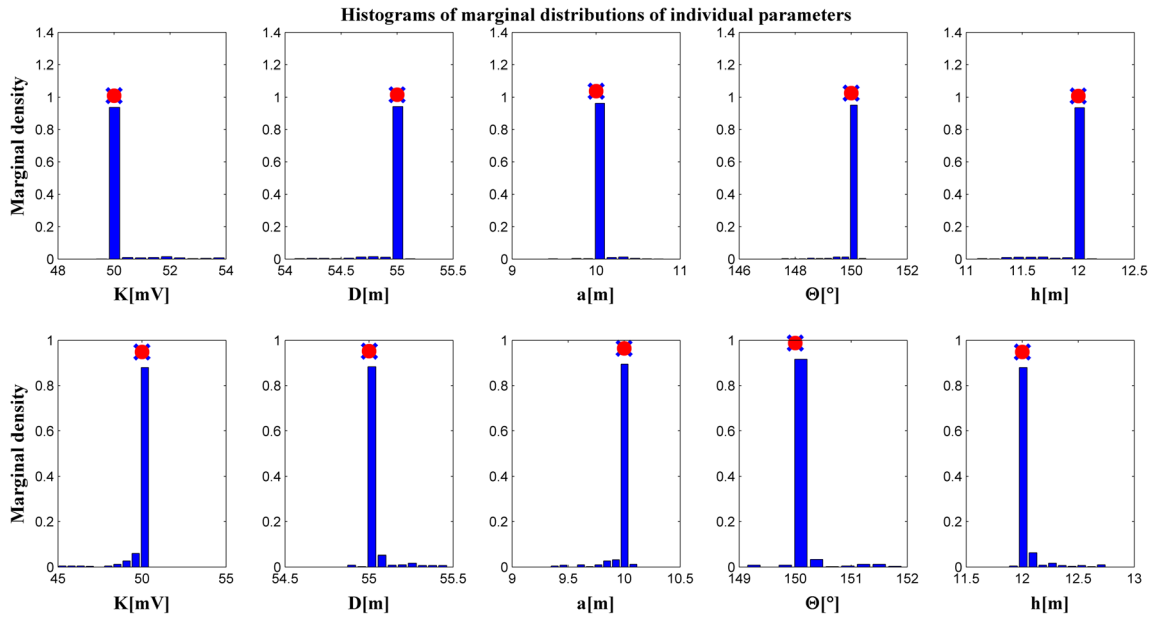 Histograms of marginal distributions of individual parameters
1.4 1.4 1.4 1.4 1.4
1.2 1.2 1.2 1.2 1.2
1 1 1 1 1
0.8 0.8 0.8 0.8 0.8
0.6 0.6 0.6 0.6 0.6
0.4 0.4 0.4 0.4 0.4
0.2 0.2 0.2 0.2 0.2
0 0 0 0 0
Marginal density
48 50 52 54 54 54.5 55 55.5 9 10 11 146 148 150 152 11 11.5 12 12.5
K[mV] D[m] a[m] Θ[°] h[m]
1 1 1 1 1
0.8 0.8 0.8 0.8 0.8
0.6 0.6 0.6 0.6 0.6
0.4 0.4 0.4 0.4 0.4
0.2 0.2 0.2 0.2 0.2
0 0 0 0 0
Marginal density
45 50 55 54.5 55 55.5 9 9.5 10 10.5 149 150 151 152 11.5 12 12.5 13
K[mV] D[m] a[m] Θ[°] h[m]